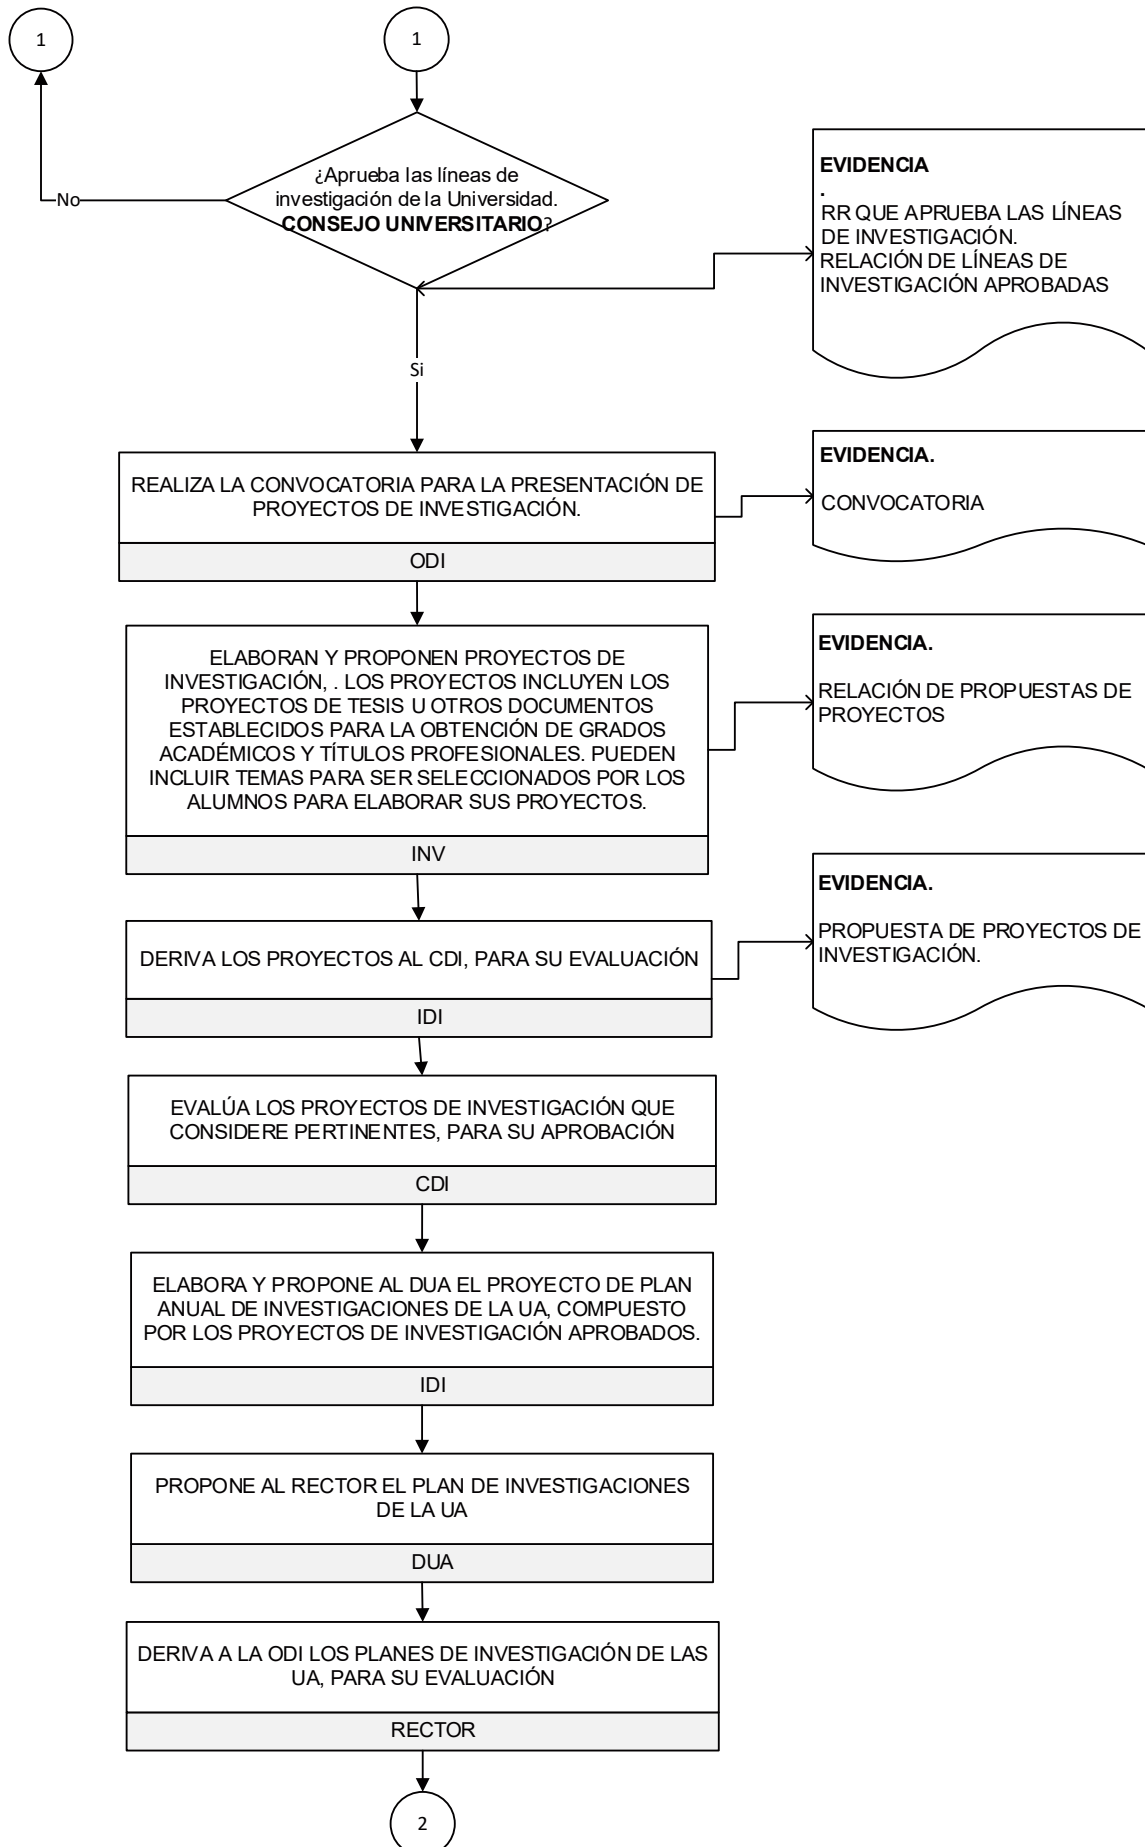 1
1
¿Aprueba las líneas de
investigación de la Universidad.
CONSEJO UNIVERSITARIO?
No
EVIDENCIA
.
RR QUE APRUEBA LAS LÍNEAS
DE INVESTIGACIÓN.
RELACIÓN DE LÍNEAS DE
INVESTIGACIÓN APROBADAS
Si
REALIZA LA CONVOCATORIA PARA LA PRESENTACIÓN DE
PROYECTOS DE INVESTIGACIÓN.
ODI
EVIDENCIA.
CONVOCATORIA
ELABORAN Y PROPONEN PROYECTOS DE
INVESTIGACIÓN, . LOS PROYECTOS INCLUYEN LOS
PROYECTOS DE TESIS U OTROS DOCUMENTOS
ESTABLECIDOS PARA LA OBTENCIÓN DE GRADOS
ACADÉMICOS Y TÍTULOS PROFESIONALES. PUEDEN
INCLUIR TEMAS PARA SER SELECCIONADOS POR LOS
ALUMNOS PARA ELABORAR SUS PROYECTOS.
INV
EVIDENCIA.
RELACIÓN DE PROPUESTAS DE
PROYECTOS
DERIVA LOS PROYECTOS AL CDI, PARA SU EVALUACIÓN
IDI
EVIDENCIA.
PROPUESTA DE PROYECTOS DE
INVESTIGACIÓN.
EVALÚA LOS PROYECTOS DE INVESTIGACIÓN QUE
CONSIDERE PERTINENTES, PARA SU APROBACIÓN
CDI
ELABORA Y PROPONE AL DUA EL PROYECTO DE PLAN
ANUAL DE INVESTIGACIONES DE LA UA, COMPUESTO
POR LOS PROYECTOS DE INVESTIGACIÓN APROBADOS.
IDI
PROPONE AL RECTOR EL PLAN DE INVESTIGACIONES
DE LA UA
DUA
DERIVA A LA ODI LOS PLANES DE INVESTIGACIÓN DE LAS
UA, PARA SU EVALUACIÓN
RECTOR
2